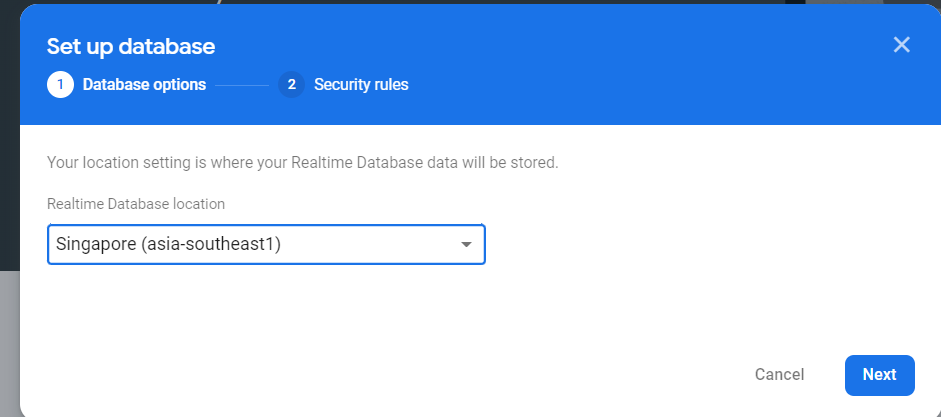 Set up database
1 Database options 2 Security rules
Your location setting is where your Realtime Database data will be stored.
Realtime Database location
Singapore (asia-southeast1)
Cancel Next